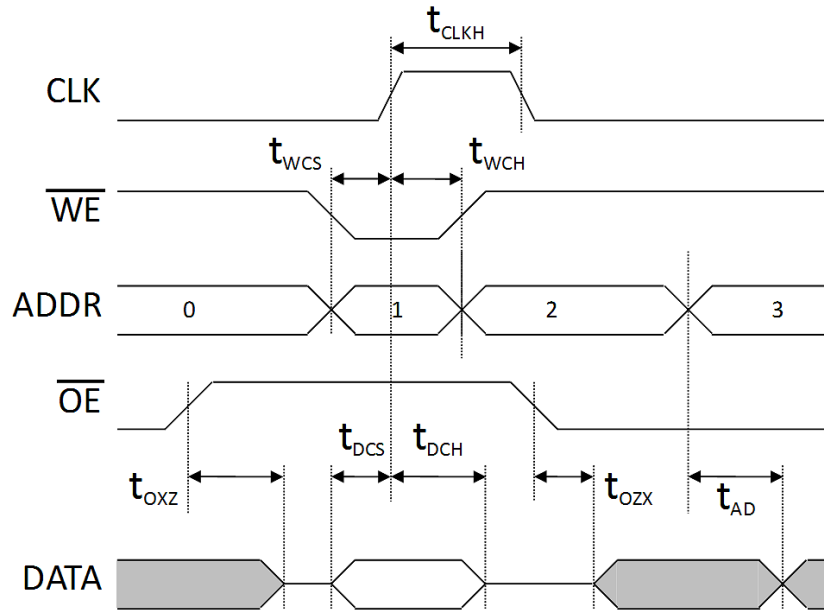 tCLKH
CLK
tWCS tWCH
WE
ADDR 0 1 2 3
OE
tDCS tDCH
tOXZ tOZX tAD
DATA